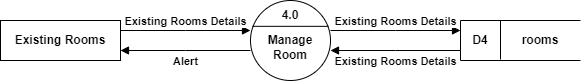 Existing Rooms Details
4.0
Existing Rooms Details
Existing Rooms
Manage
Room
D4
rooms
Alert
Existing Rooms Details